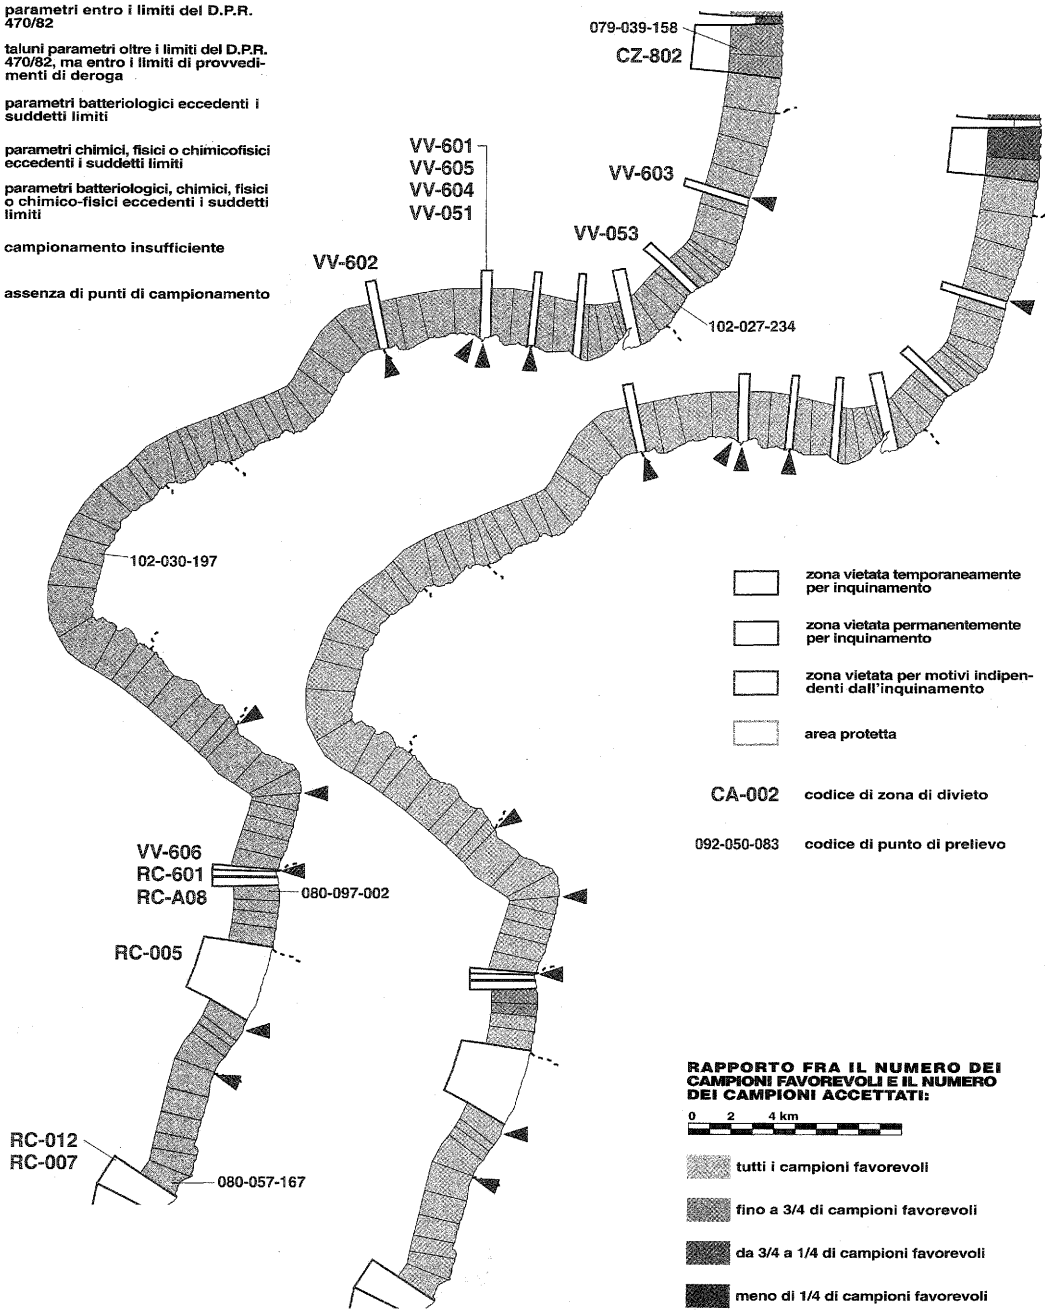 parametri entro i limiti del D.P.R.
470/82
taluni parametri oltre i limiti del D.P.R.
470/82, ma entro i limiti di provvedi-
menti di deroga
parametri batteriologici eccedenti i
suddetti limiti
parametri chimici, fisici o chimicofisici
eccedenti i suddetti limiti
parametri batteriologici, chimici, fisici
o chimico-fisici eccedenti i suddetti
limiti
campionamento insufficiente
assenza di punti di campionamento
079-039-158
CZ-802
VV-601
VV-605
VV-604
VV-051
VV-603
VV-053
VV-602
102-027-234
102-030-197
VV-606
RC-601
RC-A08
080-097-002
RC-005
RC-012
RC-007
080-057-167
zona vietata temporaneamente
per inquinamento
zona vietata permanentemente
per inquinamento
zona vietata per motivi indipen-
denti dall'inquinamento
area protetta
CA-002 codice di zona di divieto
092-050-083 codice di punto di prelievo
RAPPORTO FRA IL NUMERO DEI
CAMPIONI FAVOREVOLI E IL NUMERO
DEI CAMPIONI ACCETTATI:
0 2 4 km
tutti i campioni favorevoli
fino a 3/4 di campioni favorevoli
da 3/4 a 1/4 di campioni favorevoli
meno di 1/4 di campioni favorevoli